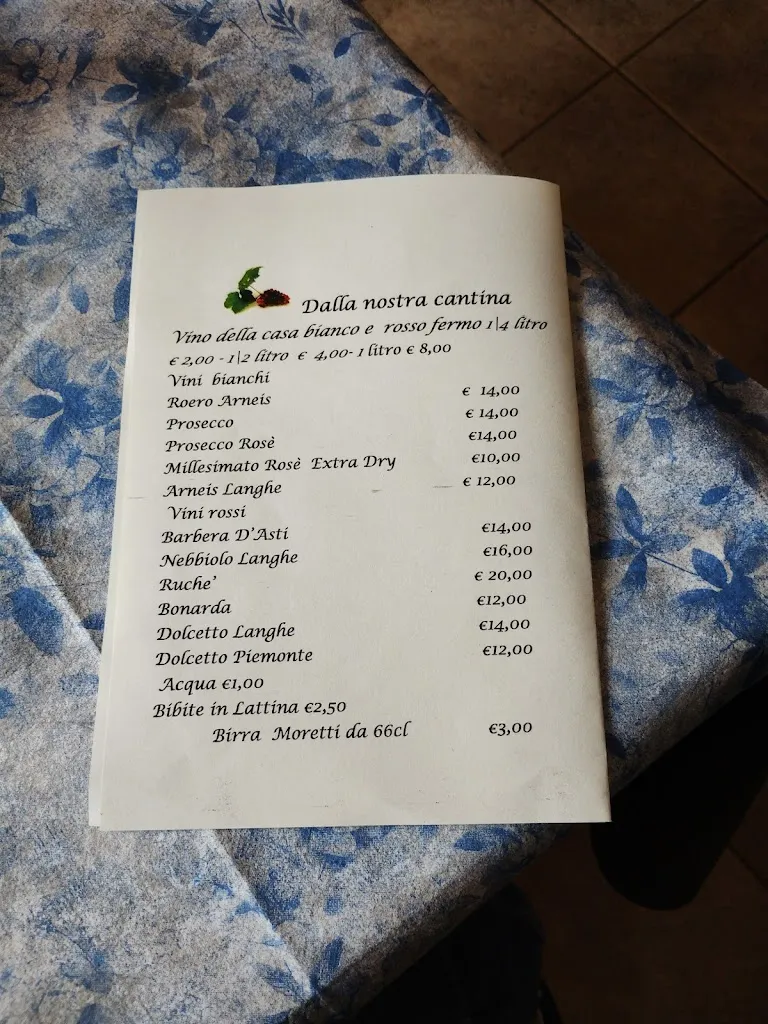 Dalla nostra cantina
Vino della casa bianco e rosso fermo 1|4 litro
€ 2,00 - 1|2 litro € 4,00- 1 litro € 8,00
Vini bianchi
Roero Arneis € 14,00
Prosecco € 14,00
Prosecco Rosè €14,00
Millesimato Rosè Extra Dry €10,00
Arneis Langhe € 12,00
Vini rossi
Barbera D'Asti €14,00
Nebbiolo Langhe €16,00
Ruche' € 20,00
Bonarda €12,00
Dolcetto Langhe €14,00
Dolcetto Piemonte €12,00
Acqua €1,00
Bibite in Lattina €2,50
Birra Moretti da 66cl €3,00